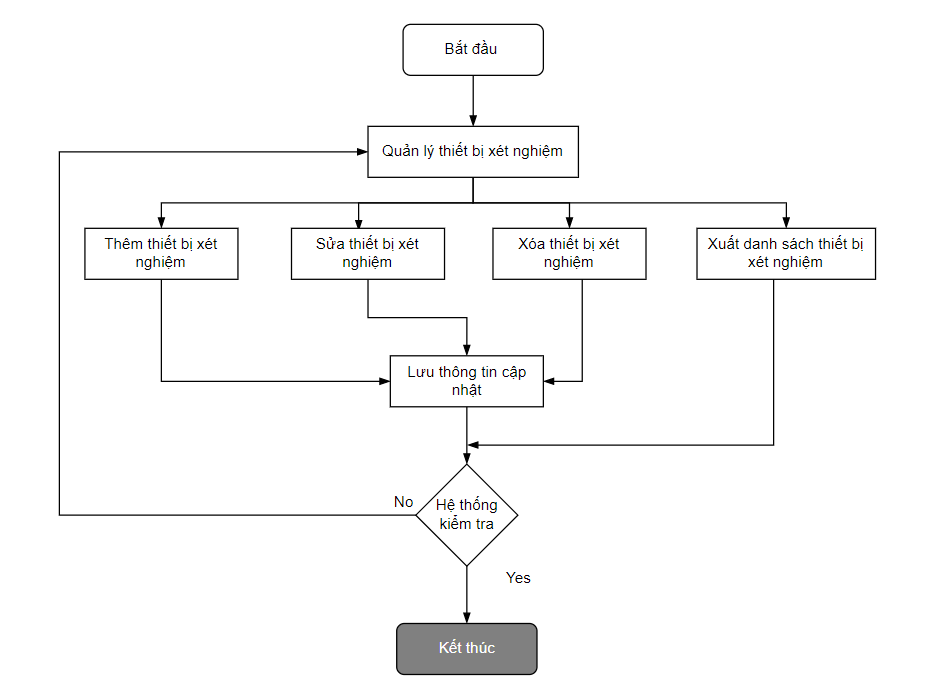 Bắt đầu
Quản lý thiết bị xét nghiệm
Thêm thiết bị xét
nghiệm
Sửa thiết bị xét
nghiệm
Xóa thiết bị xét
nghiệm
Xuất danh sách thiết bị
xét nghiệm
Lưu thông tin cập
nhật
No
Hệ thống
kiểm tra
Yes
Kết thúc